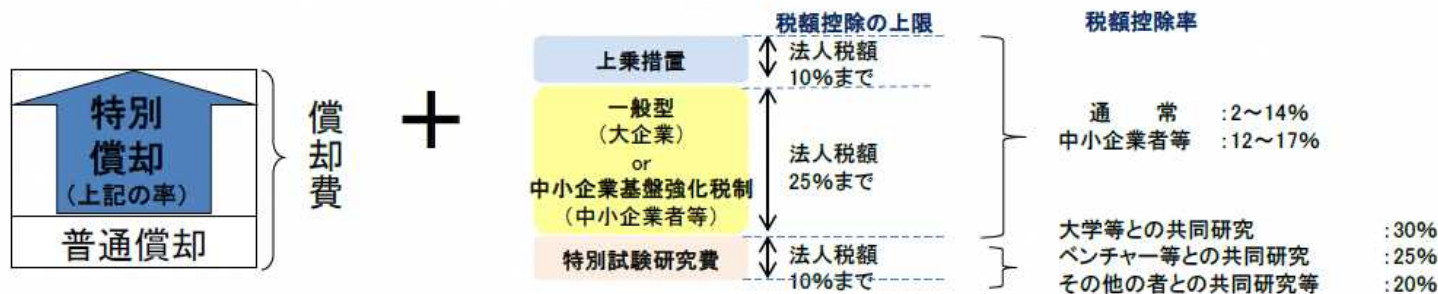 特別
償却
(上記の率)
普通償却
償却費
+
税額控除の上限
上乗措置
法人税額
10%まで
一般型
(大企業)
or
中小企業基盤強化税制
(中小企業者等)
法人税額
25%まで
特別試験研究費
法人税額
10%まで
税額控除率
通　常　:2~14%
中小企業者等　:12~17%
大学等との共同研究　:30%
ベンチャー等との共同研究　:25%
その他の者との共同研究等　:20%